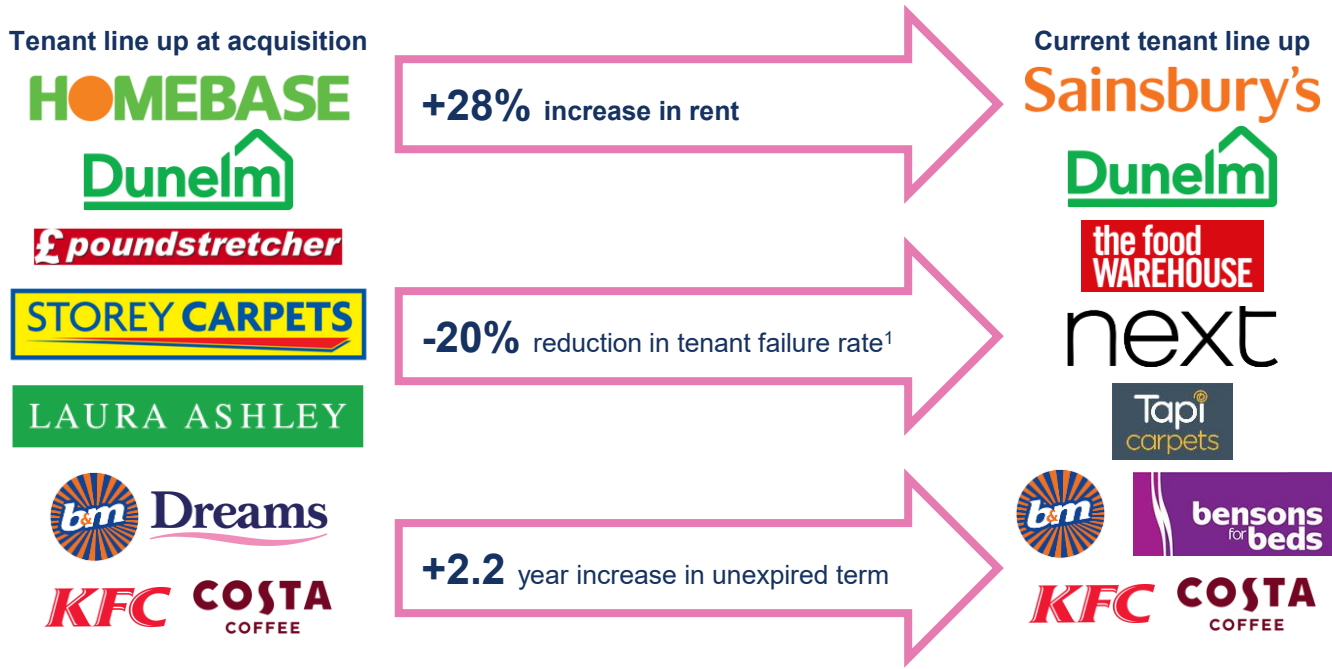 Tenant line up at acquisition
HOMEBASE
Dunelm
£ poundstretcher
STOREY CARPETS
LAURA ASHLEY
b&m Dreams
KFC COSTA
COFFEE
+28% increase in rent
-20% reduction in tenant failure rate¹
+2.2 year increase in unexpired term
Current tenant line up
Sainsbury's
Dunelm
the food
WAREHOUSE
next
Tapi
carpets
b&m bensons
for beds
KFC COSTA
COFFEE